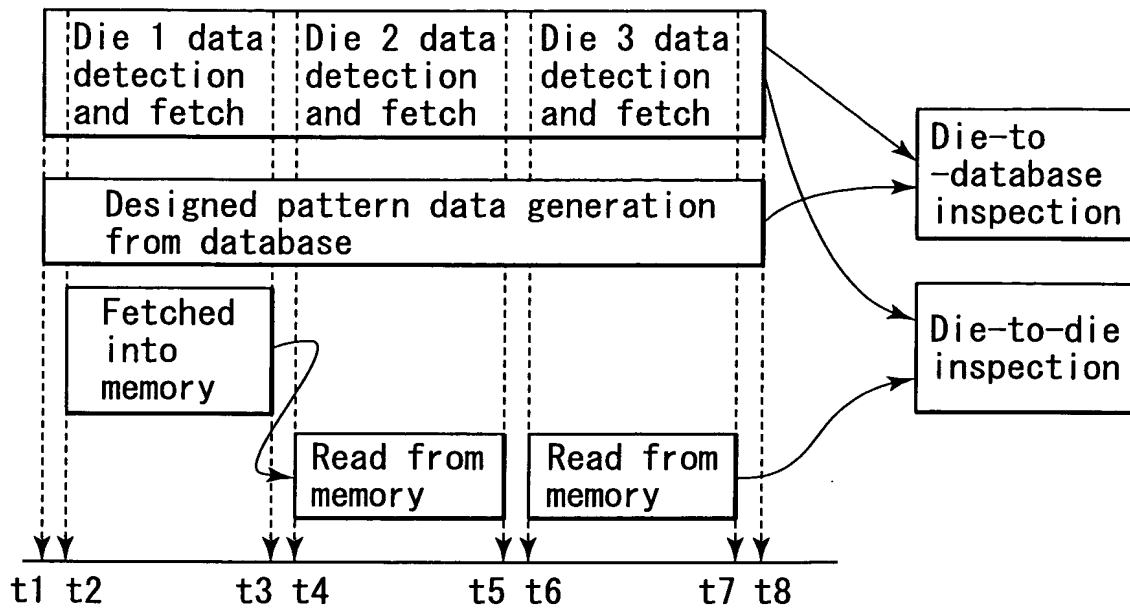 Die 1 data
detection
and fetch
Die 2 data
detection
and fetch
Die 3 data
detection
and fetch
Die-to
-database
inspection
Designed pattern data generation
from database
Fetched
into
memory
Die-to-die
inspection
Read from
memory
Read from
memory
t1 t2 t3 t4 t5 t6 t7 t8